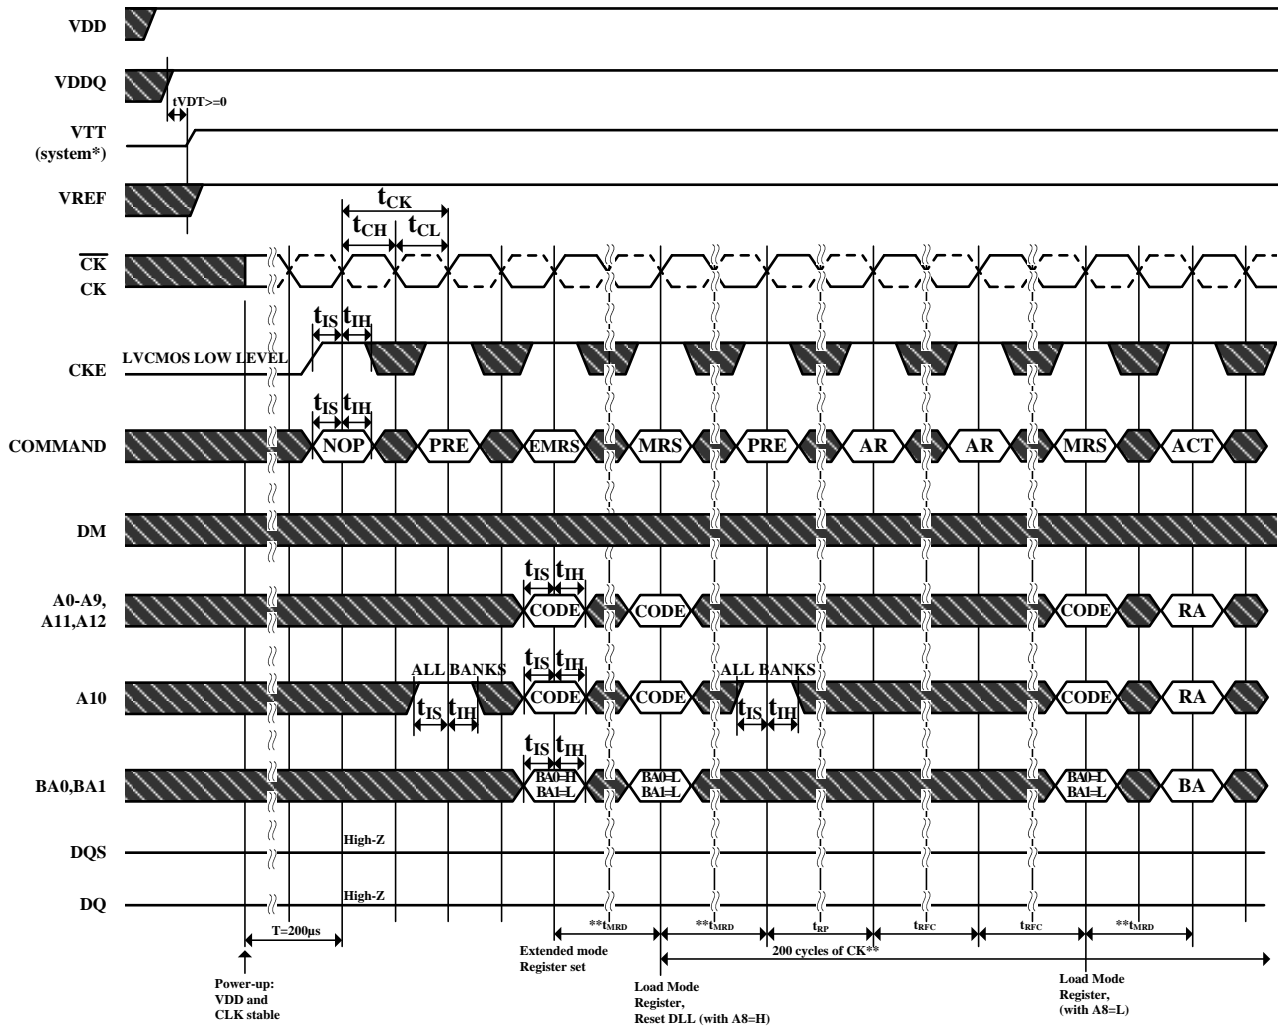 VDD
VDDQ
tVDT>=0
VTT
(system*)
VREF
tCK
tCH
tCL
CK
CK
tIS
tIH
LVCMOS LOW LEVEL
CKE
tIS
tIH
COMMAND
NOP
PRE
EMRS
MRS
PRE
AR
AR
MRS
ACT
DM
tIS
tIH
A0-A9,
A11,A12
CODE
CODE
CODE
RA
ALL BANKS
tIS
tIH
ALL BANKS
A10
CODE
CODE
CODE
RA
tIS
tIH
tIS
tIH
tIS
tIH
BA0,BA1
BA0=H
BA1=L
BA0=L
BA1=L
BA0=L
BA1=L
BA
High-Z
DQS
High-Z
DQ
T=200µs
**tMRD
**tMRD
tRP
tRFC
tRFC
**tMRD
Extended mode
Register set
200 cycles of CK**
Power-up:
VDD and
CLK stable
Load Mode
Register,
Reset DLL (with A8=H)
Load Mode
Register,
(with A8=L)